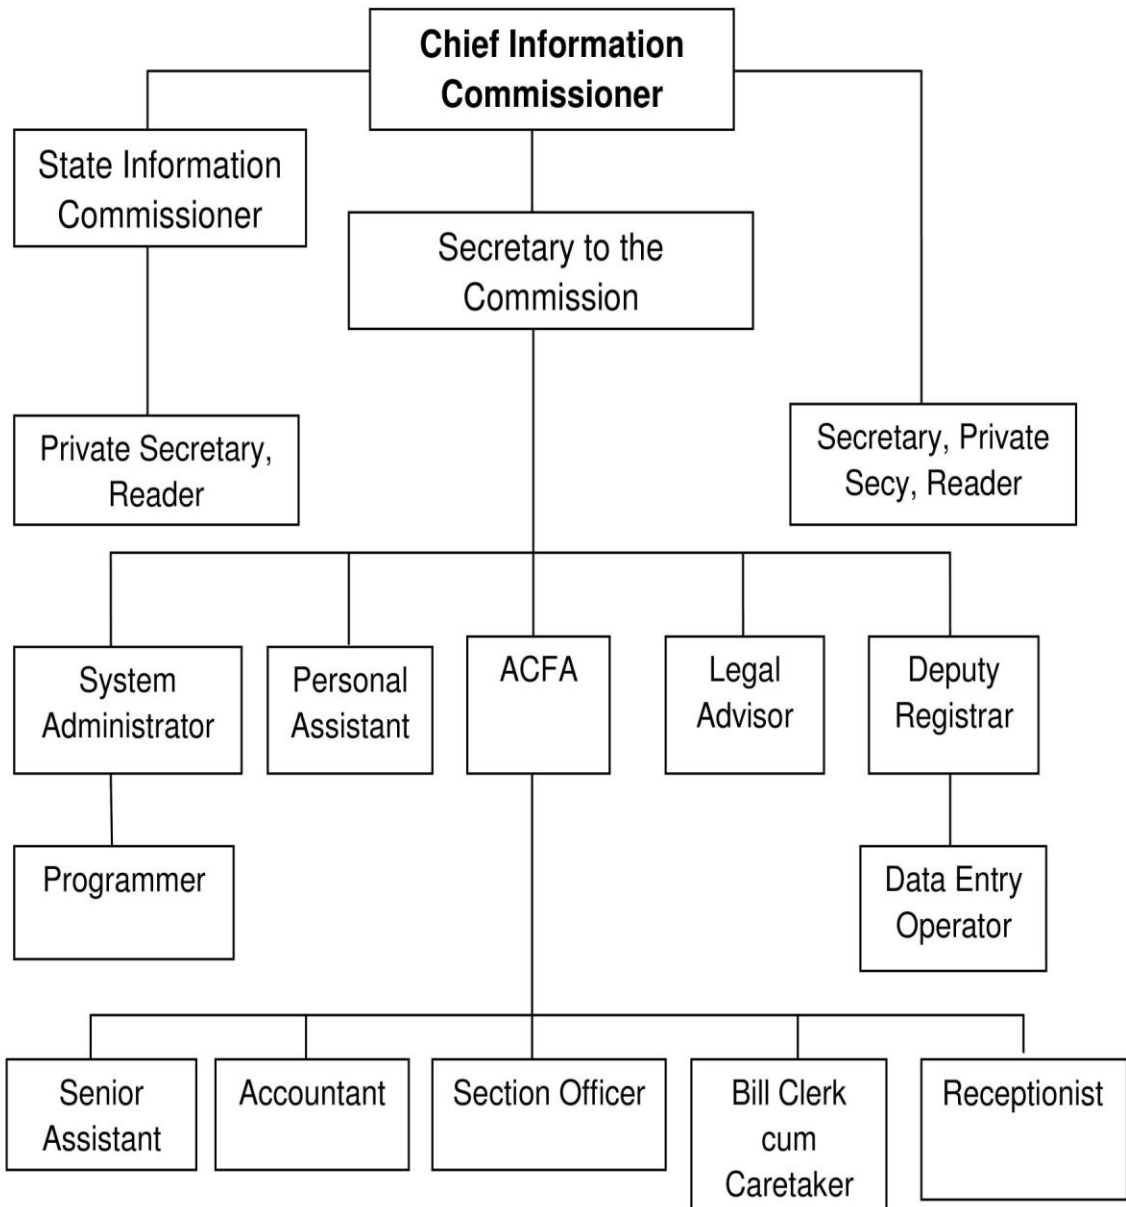 Chief Information
Commissioner
State Information
Commissioner
Secretary to the
Commission
Private Secretary,
Reader
Secretary, Private
Secy, Reader
System
Administrator
Personal
Assistant
ACFA
Legal
Advisor
Deputy
Registrar
Programmer
Data Entry
Operator
Senior
Assistant
Accountant
Section Officer
Bill Clerk
cum
Caretaker
Receptionist